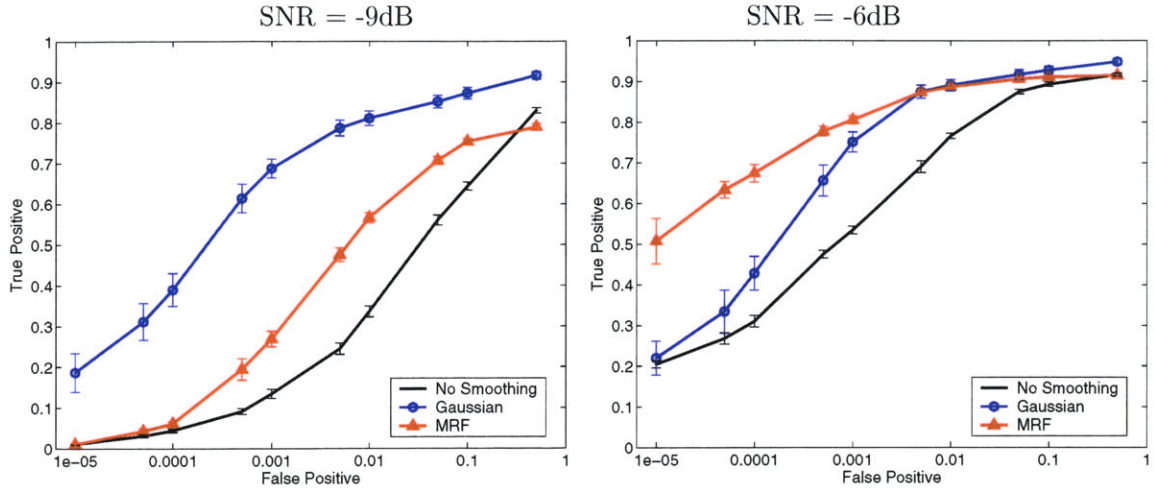 SNR = -9dB
SNR = -6dB
1
0.9
0.8
0.7
0.6
0.5
0.4
0.3
0.2
0.1
0
True Positive
1e−05
0.0001
0.001
0.01
0.1
1
False Positive
No Smoothing
Gaussian
MRF
1
0.9
0.8
0.7
0.6
0.5
0.4
0.3
0.2
0.1
0
True Positive
1e−05
0.0001
0.001
0.01
0.1
1
False Positive
No Smoothing
Gaussian
MRF